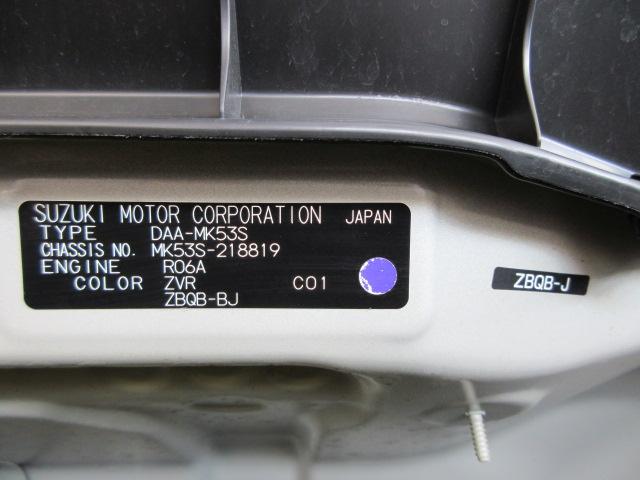 SUZUKI MOTOR CORPORATION JAPAN
TYPE DAA-MK53S
CHASSIS NO. MK53S-218819
ENGINE R06A
COLOR ZVR C01
ZBQB-BJ
ZBQB-J